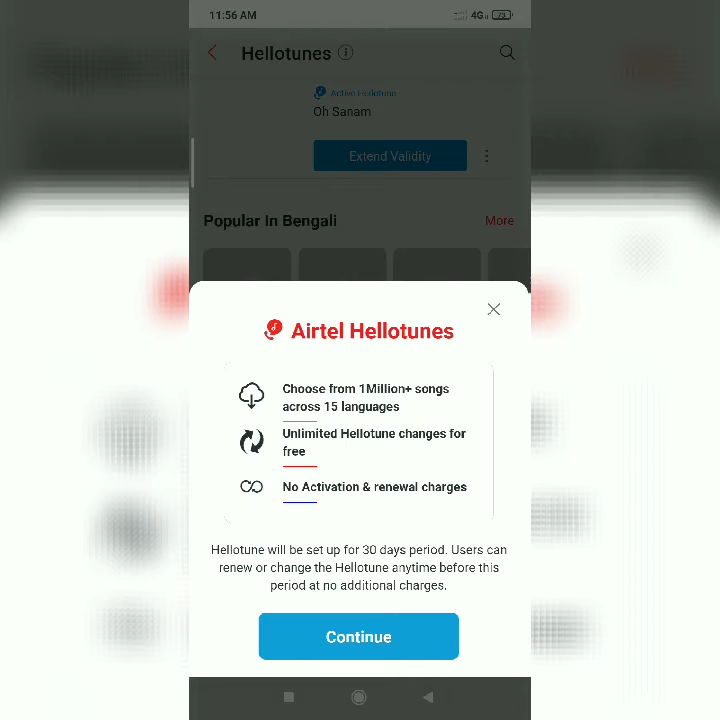 11:56 AM
4G
73
Hellotunes
Active Hellotune
Oh Sanam
Extend Validity
Popular In Bengali
More
Airtel Hellotunes
Choose from 1Million+ songs
across 15 languages
Unlimited Hellotune changes for
free
No Activation & renewal charges
Hellotune will be set up for 30 days period. Users can
renew or change the Hellotune anytime before this
period at no additional charges.
Continue